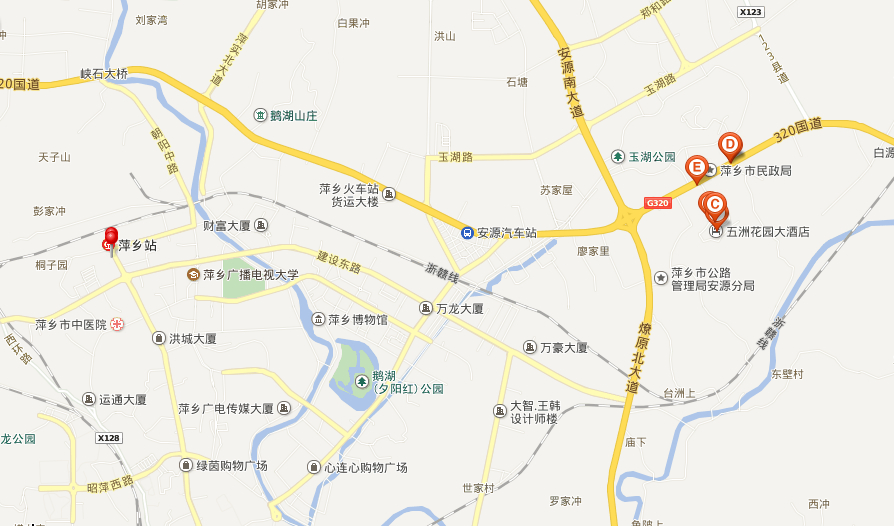 胡家冲
刘家湾
白果冲
洪山
郑和路
X123
123县道
萍实北大道
安源南大道
石塘
峡石大桥
20国道
玉湖路
鹅湖山庄
320国道
朝阳中路
天子山
玉湖路
玉湖公园
D
E
萍乡市民政局
白源
萍乡火车站
货运大楼
苏家屋
G320
C
彭家冲
财富大厦
安源汽车站
五洲花园大酒店
萍乡站
桐子园
建设东路
廖家里
浙赣线
萍乡广播电视大学
萍乡市公路
管理局安源分局
萍乡市中医院
萍乡博物馆
万龙大厦
洪城大厦
万豪大厦
浙赣线
西环路
燎原北大道
鹅湖
(夕阳红)公园
东壁村
台洲上
运通大厦
萍乡广电传媒大厦
大智.王韩
设计师楼
龙公园
X128
庙下
绿茵购物广场
心连心购物广场
昭萍西路
世家村
罗家冲
西冲